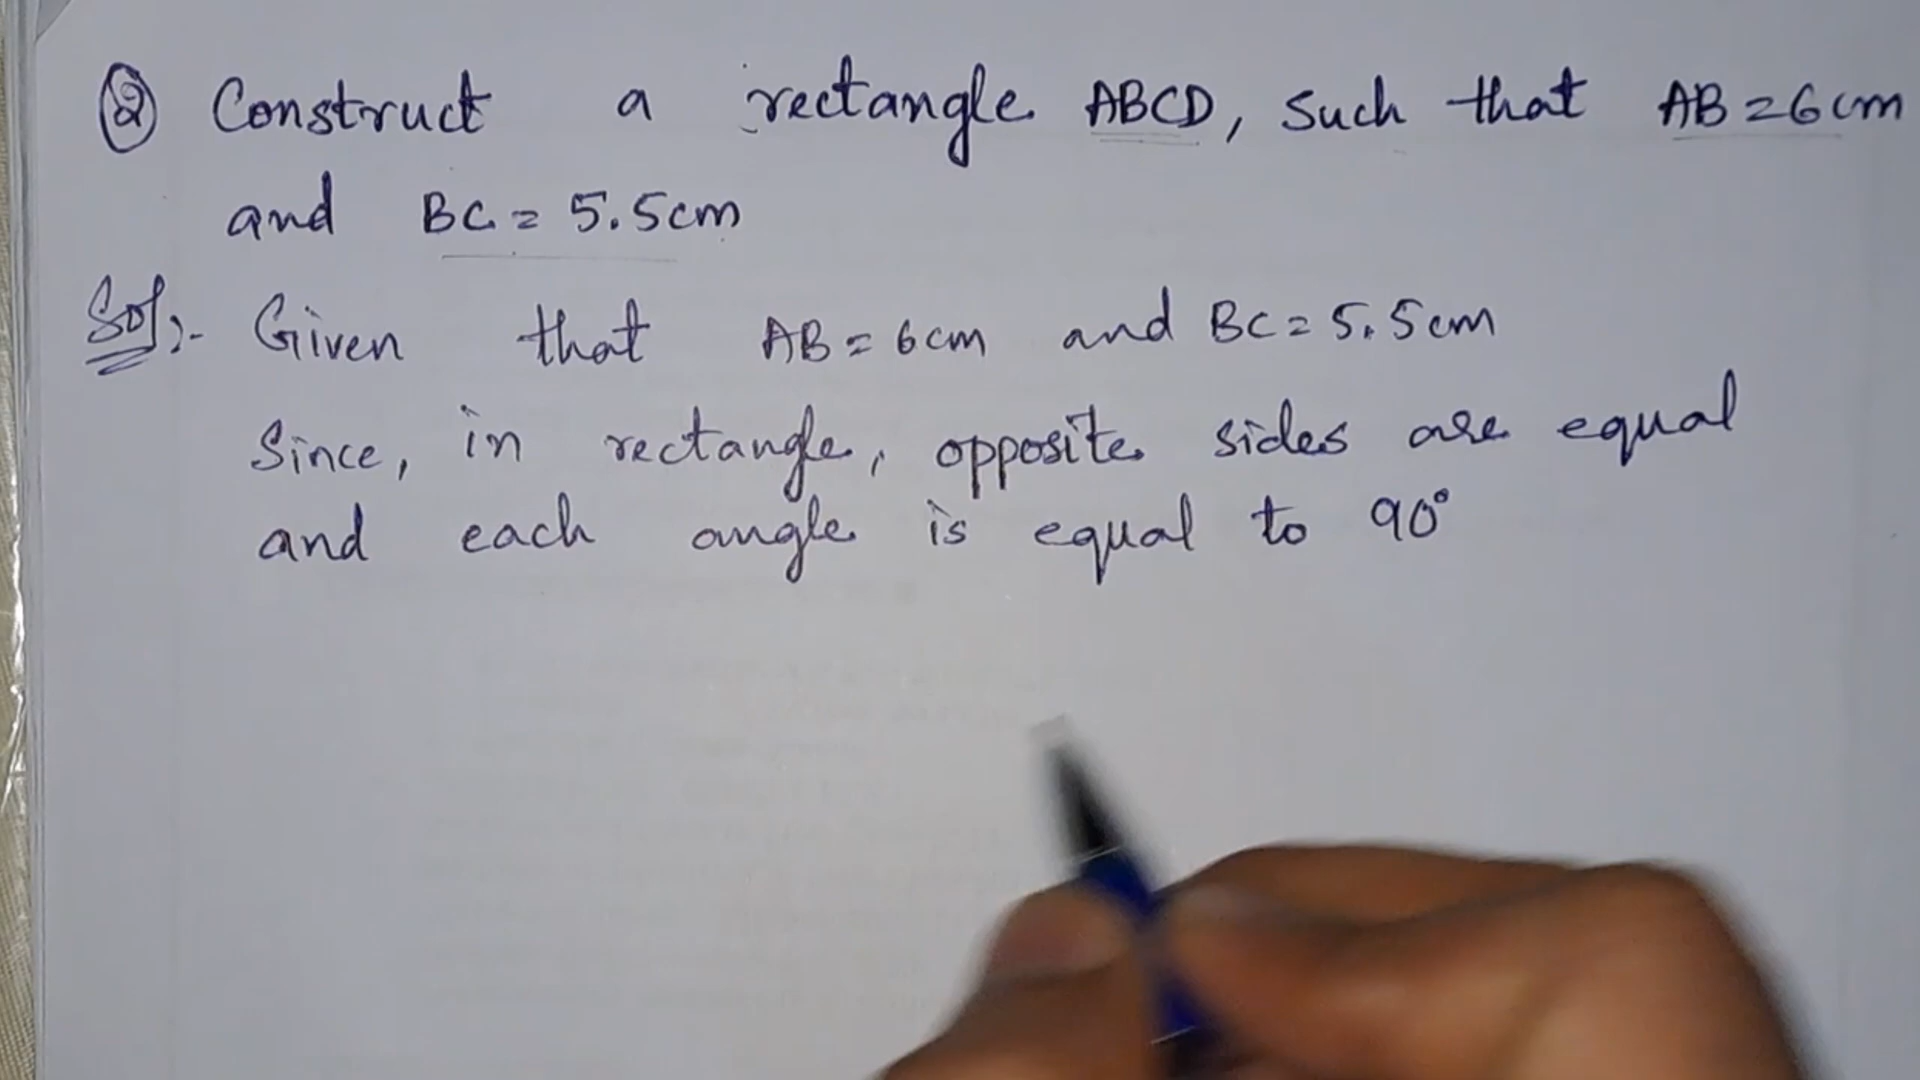 ② Construct a rectangle ABCD, such that AB = 6cm
and BC = 5.5cm
Sol:- Given that AB = 6cm and BC = 5.5cm
Since, in rectangle, opposite sides are equal
and each angle is equal to 90°